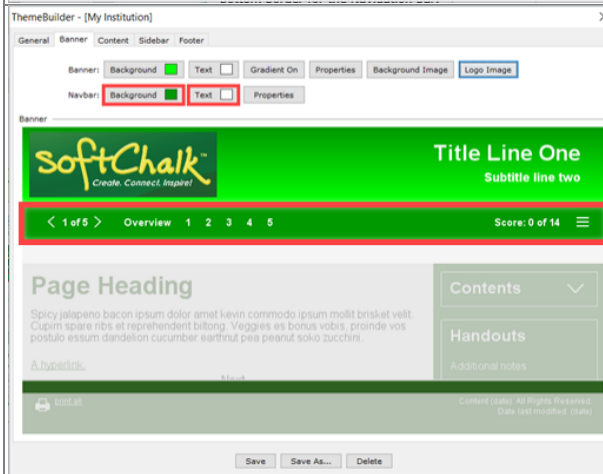 ThemeBuilder - [My Institution]
General Banner Content Sidebar Footer
Banner: Background Text Gradient On Properties Background Image Logo Image
Navbar: Background Text Properties
Banner
SoftChalk™
Create. Connect. Inspire!
Title Line One
Subtitle line two
1 of 5 Overview 1 2 3 4 5 Score: 0 of 14
Page Heading
Spicy jalapeno bacon ipsum dolor amet kevin commodo ipsum mollit brisket velit.
Cupim spare ribs et reprehenderit biltong. Veggies es bonus vobis, proinde vos
postulo essum dandelion cucumber earthnut pea peanut soko zucchini.
A hyperlink.
Next
Contents
Handouts
Additional notes
print all
Content (date). All Rights Reserved.
Date last modified: (date)
Save Save As... Delete